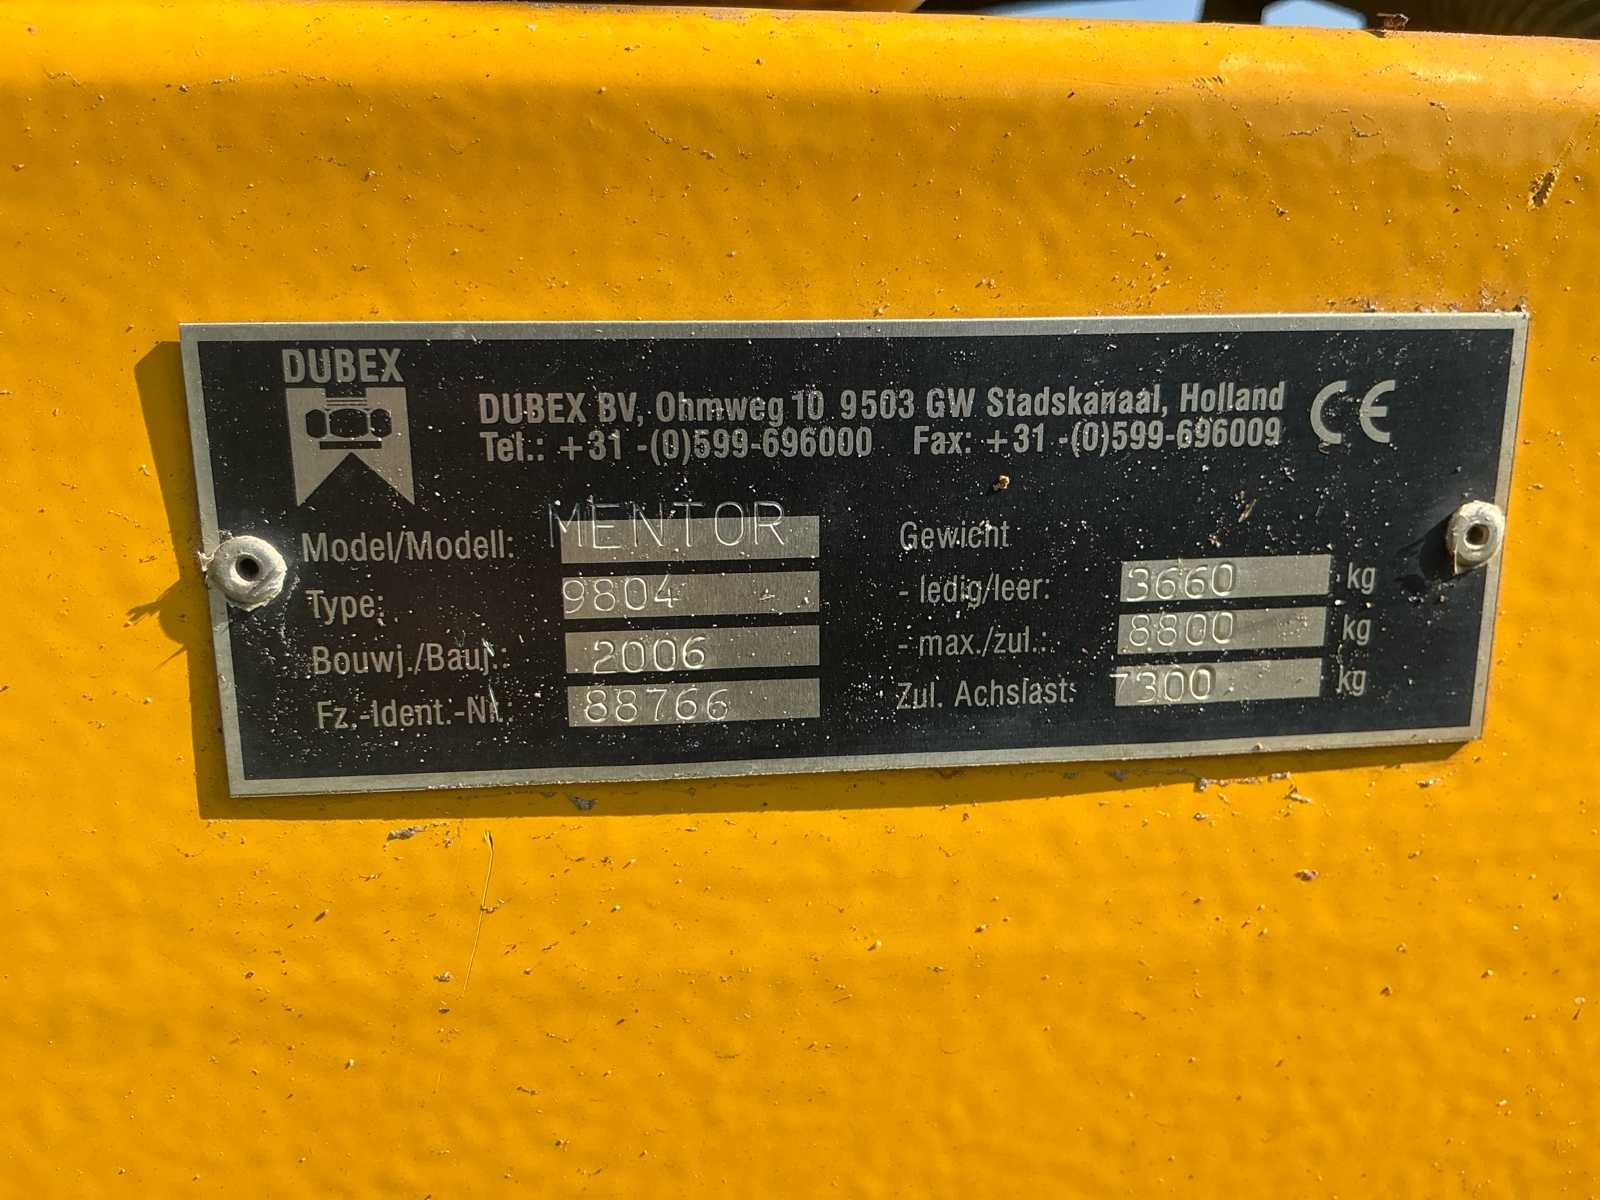 DUBEX
DUBEX BV, Ohmweg 10 9503 GW Stadskanaal, Holland
Tel.: +31 -(0)599-696000 Fax: +31 -(0)599-696009
CE
Model/Modell: MENTOR
Type: 9804
Bouwj./Bauj.: 2006
Fz.-Ident.-Nr.: 88766
Gewicht
- ledig/leer: 3660 kg
- max./zul.: 8800 kg
Zul. Achslast: 7300 kg